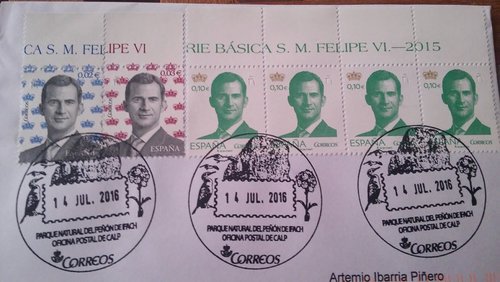 CA S. M. FELIPE VI
RIE BÁSICA S. M. FELIPE VI.—2015
0,02€
0,03€
0,10€
0,10€
0,10€
0,10€
ESPAÑA
ESPAÑA
CORREOS
CORREOS
CORREOS
14 JUL. 2016
14 JUL. 2016
14 JUL. 2016
PARQUE NATURAL DEL PEÑÓN DE IFACH
OFICINA POSTAL DE CALP
CORREOS
PARQUE NATURAL DEL PEÑÓN DE IFACH
OFICINA POSTAL DE CALP
CORREOS
PARQUE NATURAL DEL PEÑÓN DE IFACH
OFICINA POSTAL DE CALP
CORREOS
Artemio Ibarria Piñero